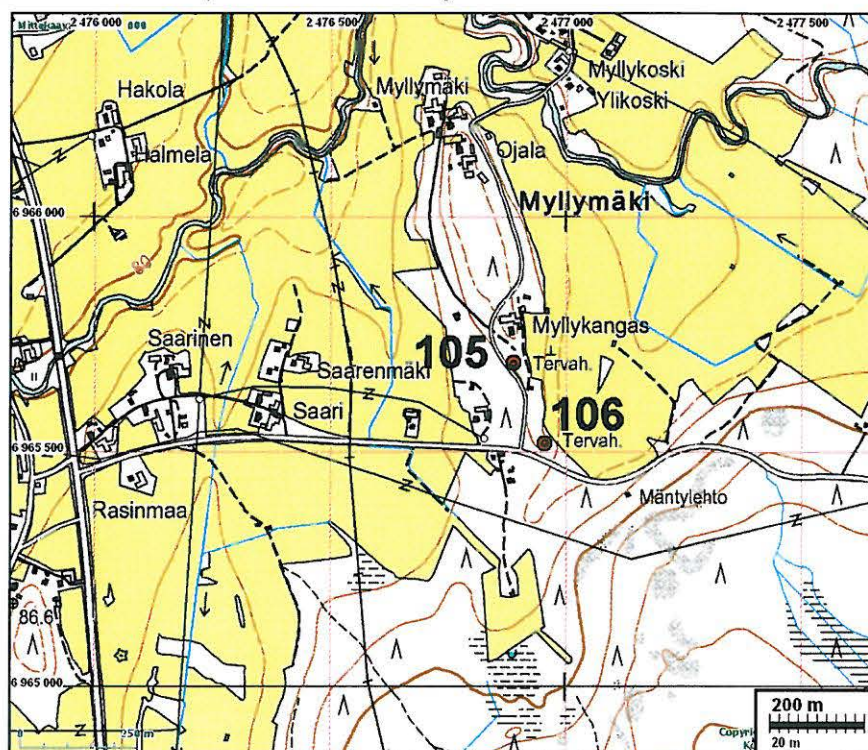 2 476 000
2 476 500
2 477 000
2 477 500
Hakola
Myllymäki
Myllykoski
Ylikoski
Halmela
Ojala
6 966 000
Myllymäki
80
Saarinen
Saarenmäki
105
Myllykangas
Tervah.
Saari
106
6 965 500
Tervah.
Rasinmaa
Mäntylehto
86.6
6 965 000
200 m
250 m
20 m